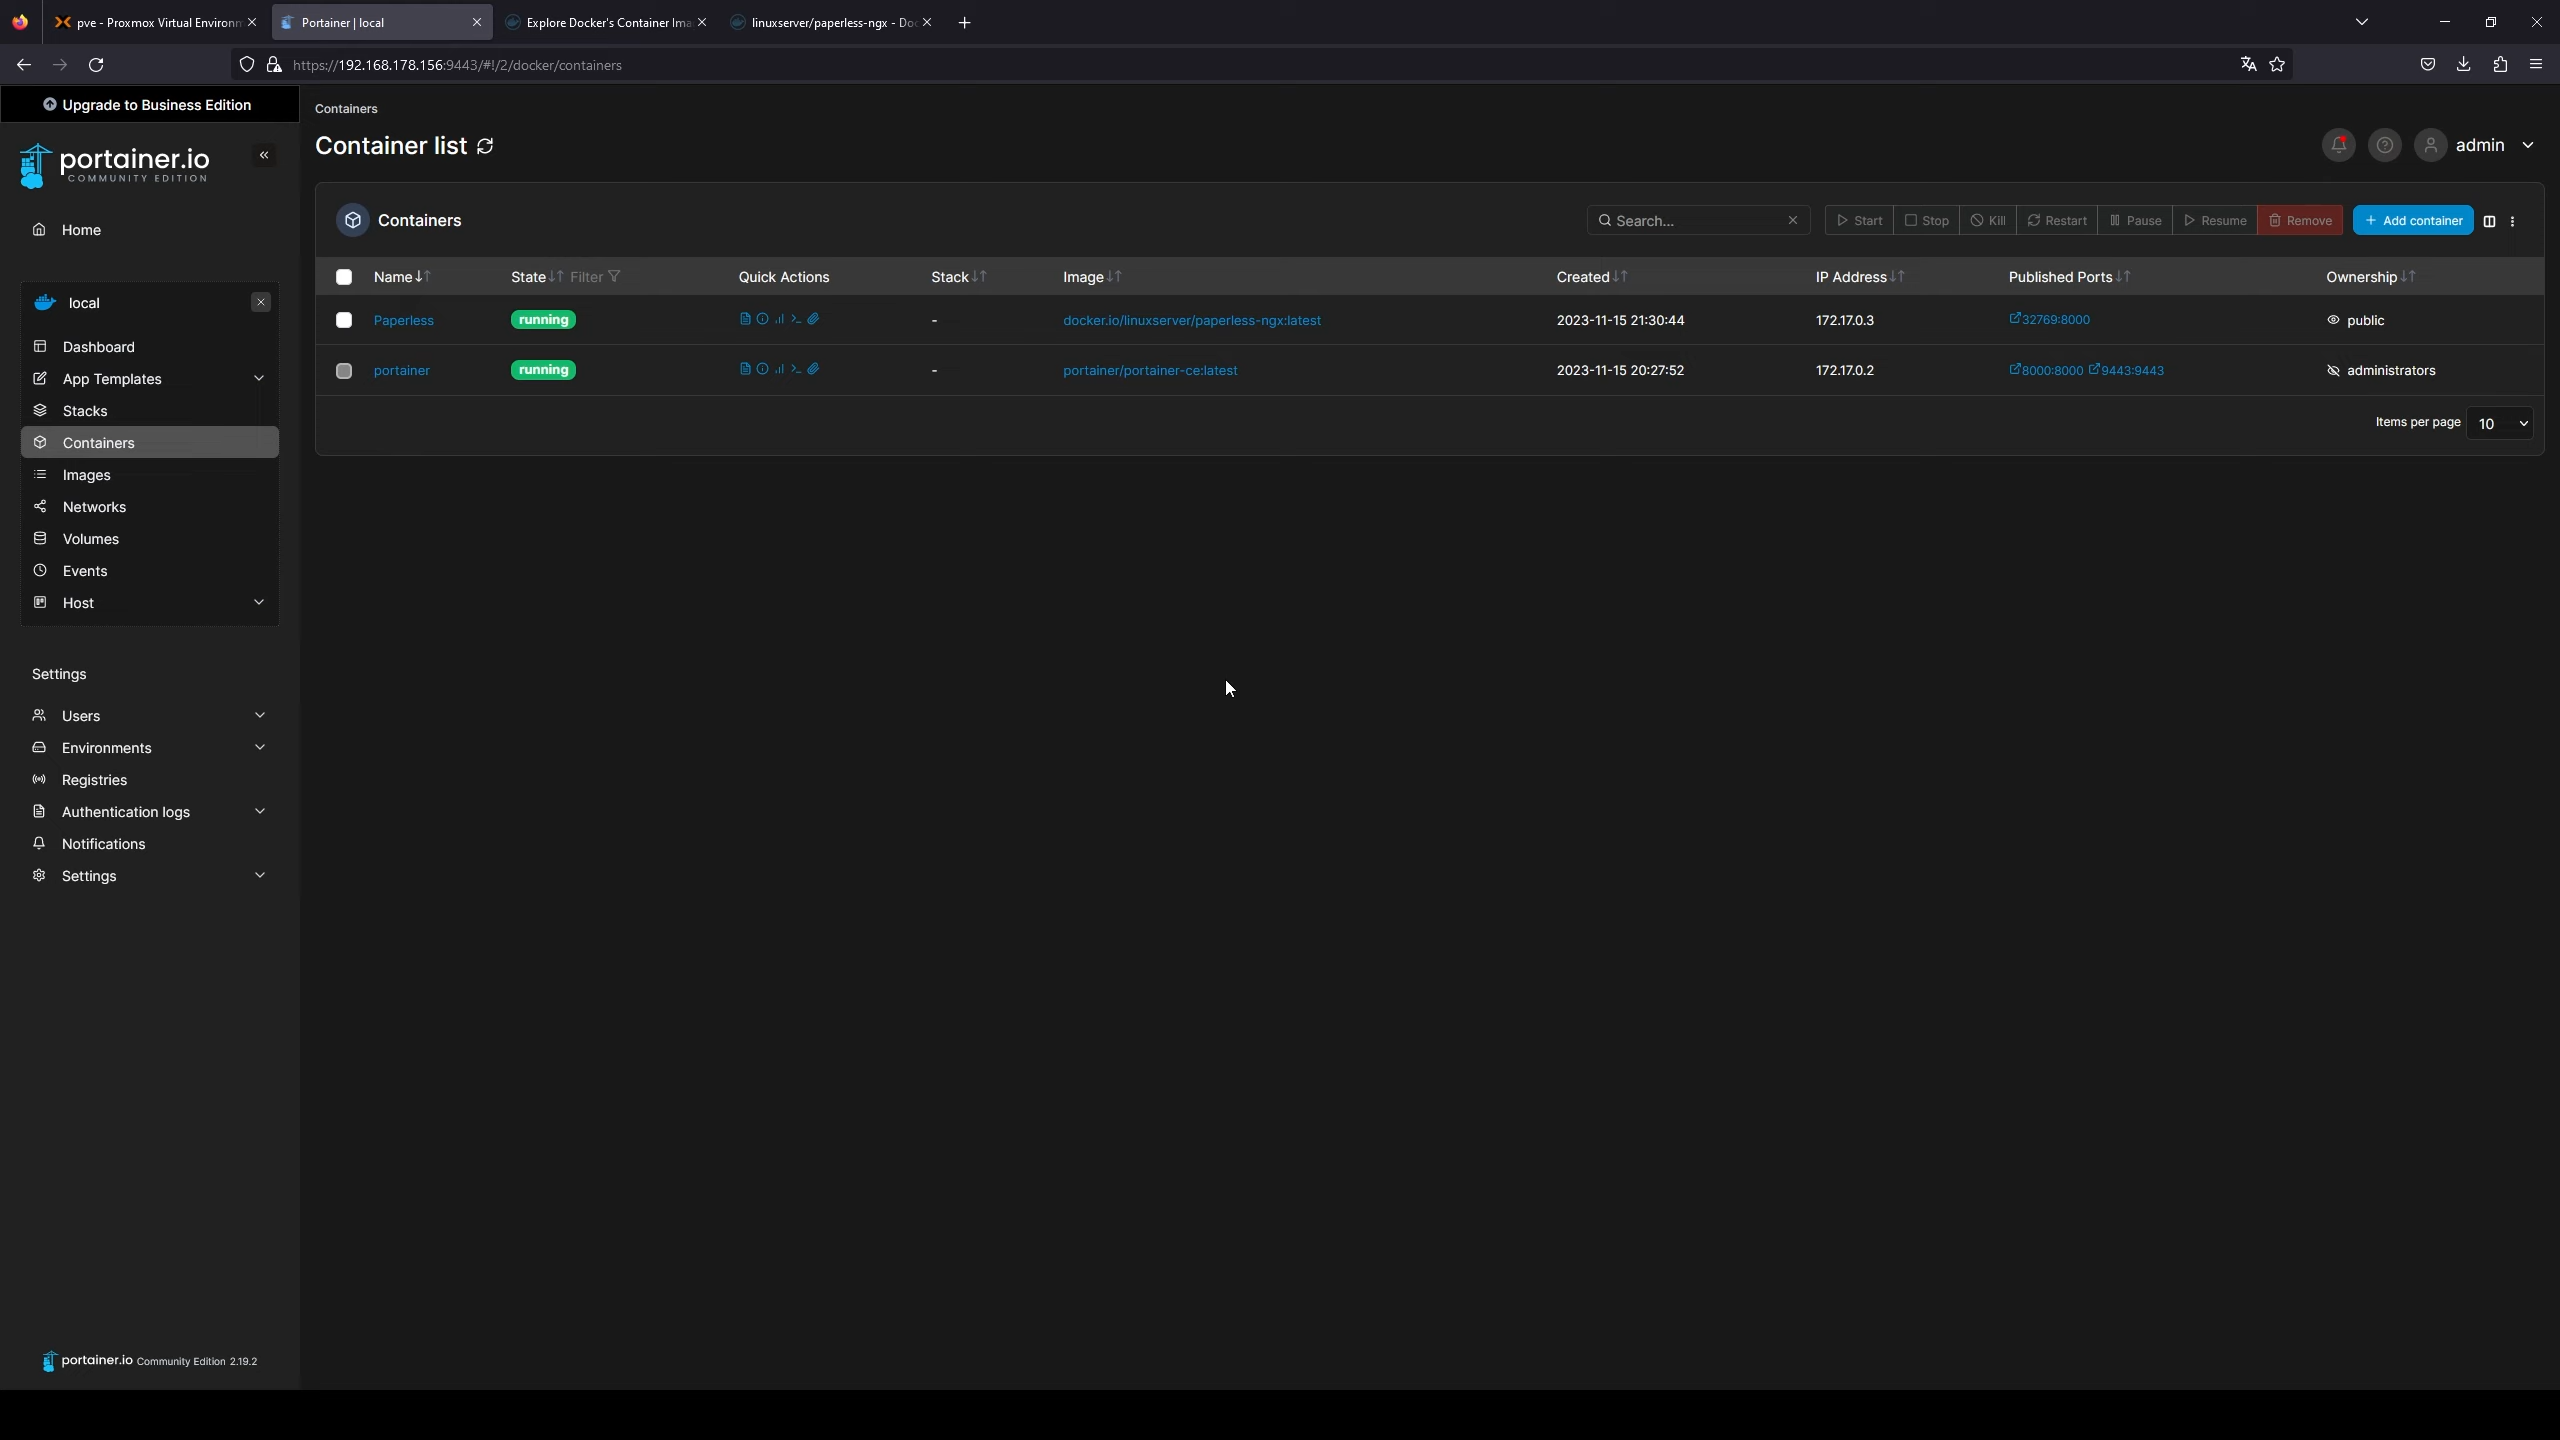 pve - Proxmox Virtual Environm
Portainer | local
Explore Docker's Container Ima
linuxserver/paperless-ngx - Doc
https://192.168.178.156:9443/#!/2/docker/containers
Upgrade to Business Edition
portainer.io
COMMUNITY EDITION
Home
local
Dashboard
App Templates
Stacks
Containers
Images
Networks
Volumes
Events
Host
Settings
Users
Environments
Registries
Authentication logs
Notifications
Settings
portainer.io Community Edition 2.19.2
Containers
Container list
admin
Containers
Search...
Start
Stop
Kill
Restart
Pause
Resume
Remove
+ Add container
Name State Filter Quick Actions Stack Image Created IP Address Published Ports Ownership
Paperless running - docker.io/linuxserver/paperless-ngx:latest 2023-11-15 21:30:44 172.17.0.3 32769:8000 public
portainer running - portainer/portainer-ce:latest 2023-11-15 20:27:52 172.17.0.2 8000:8000 9443:9443 administrators
Items per page 10